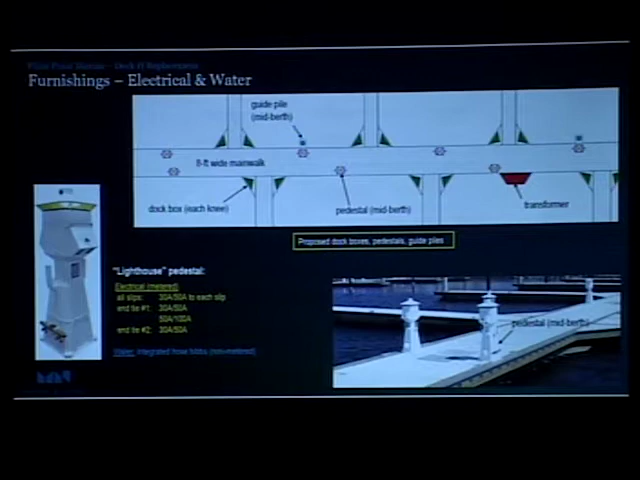 Furnishings – Electrical & Water
guide pile
(mid-berth)
8-ft wide mainwalk
dock box (each knee)
pedestal (mid-berth)
transformer
Proposed dock boxes, pedestals, guide piles
"Lighthouse" pedestal:
Electrical (metered)
all slips: 30A/50A to each slip
end tie #1: 30A/50A
50A/100A
end tie #2: 30A/50A
Water: integrated hose bibbs (non-metered)
pedestal (mid-berth)